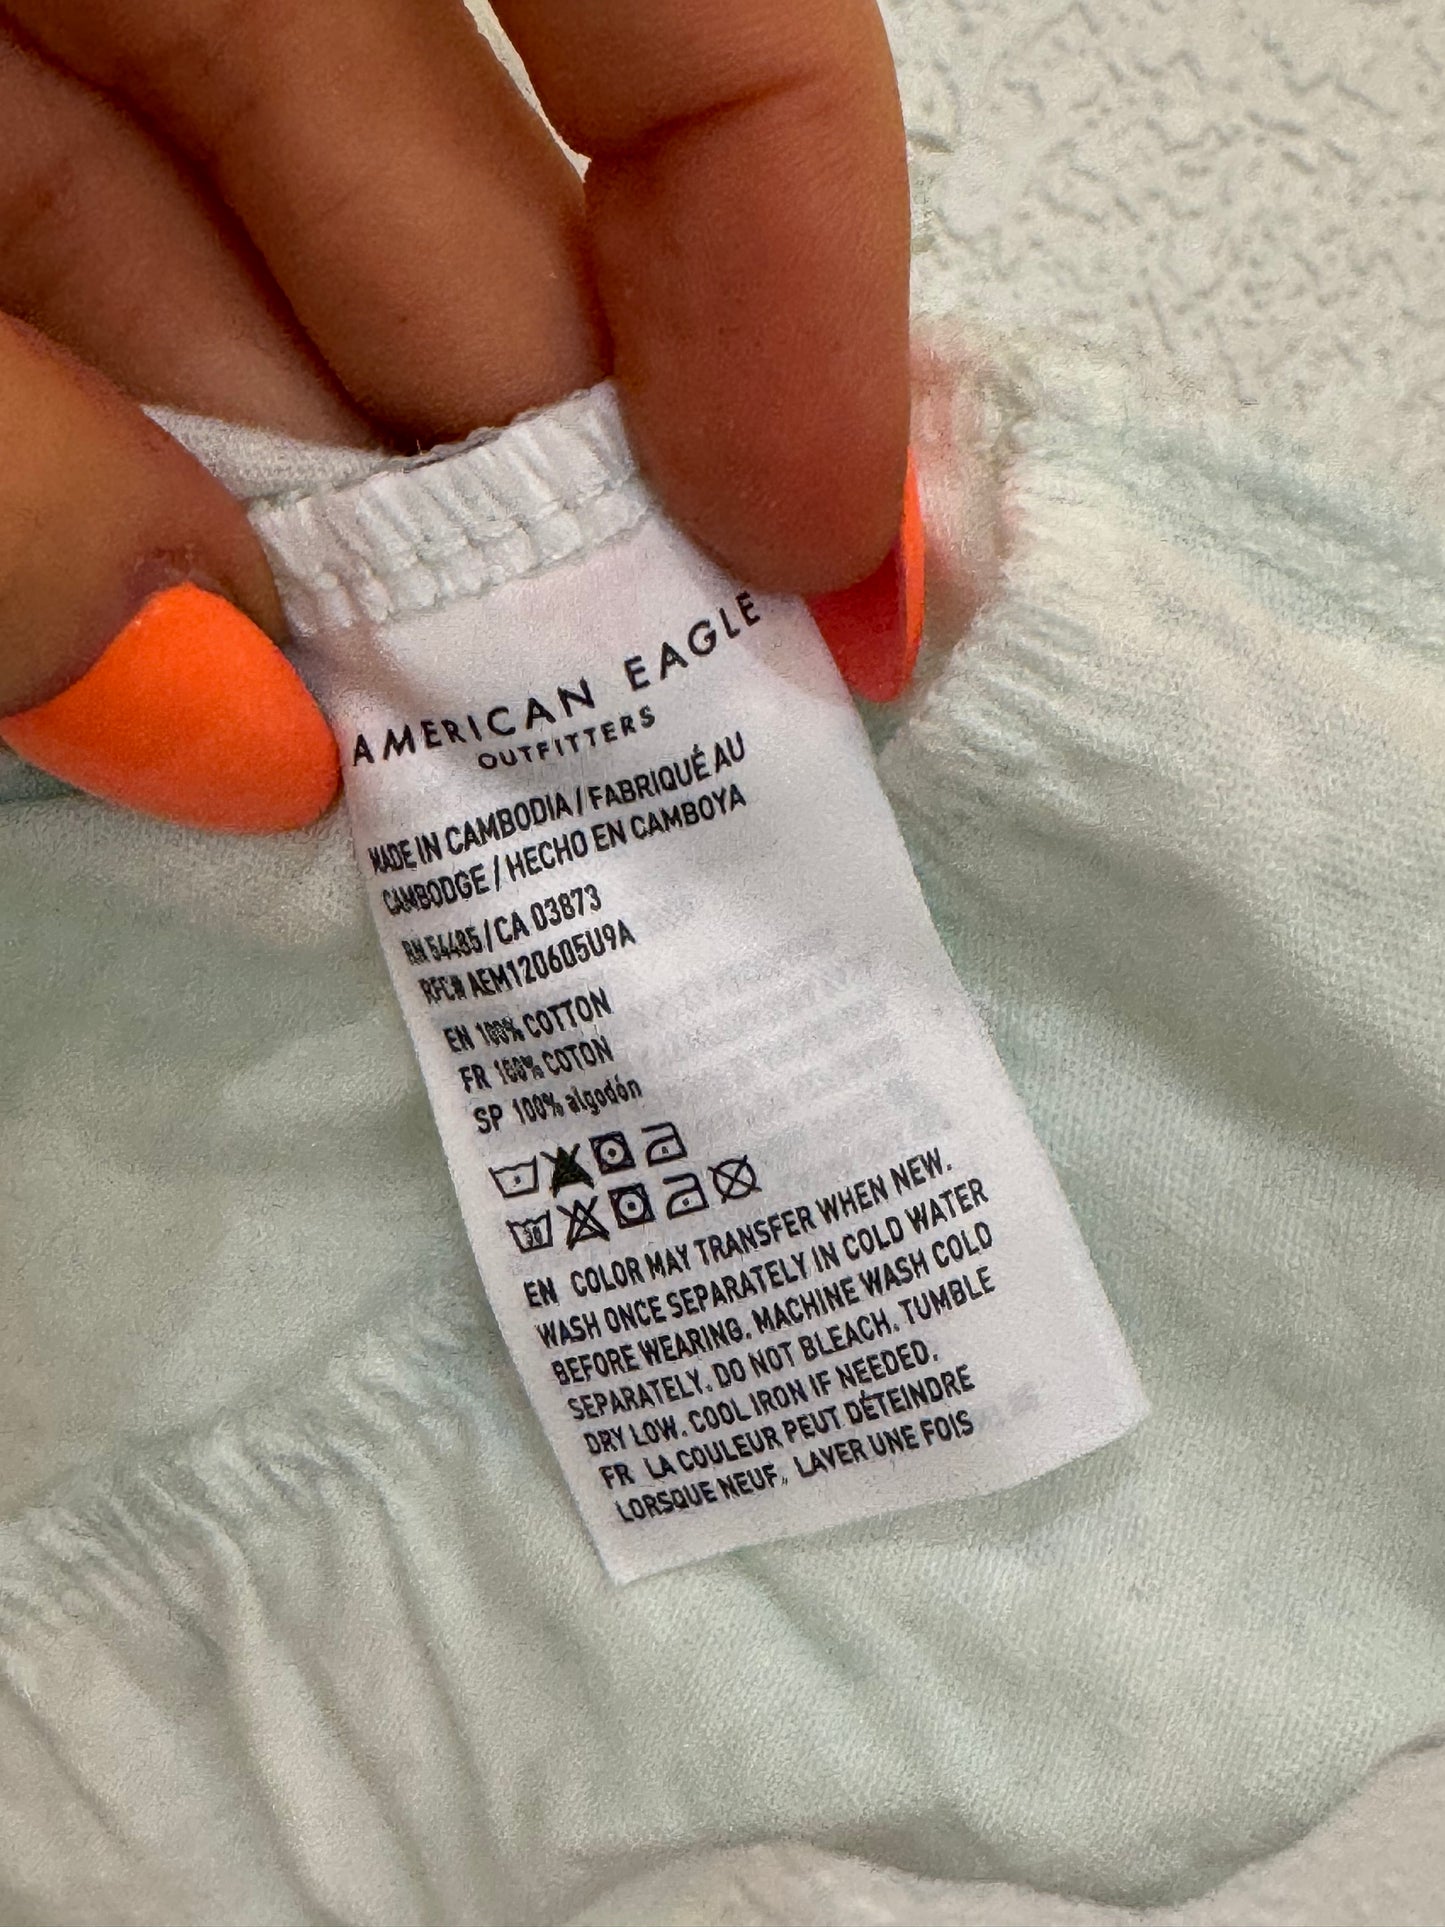 AMERICAN EAGLE
OUTFITTERS
MADE IN CAMBODIA / FABRIQUÉ AU
CAMBODGE / HECHO EN CAMBOYA
RN 54485 / CA 03873
RFC# AEM120605U9A
EN 100% COTTON
FR 100% COTON
SP 100% algodón
30
EN COLOR MAY TRANSFER WHEN NEW.
WASH ONCE SEPARATELY IN COLD WATER
BEFORE WEARING. MACHINE WASH COLD
SEPARATELY. DO NOT BLEACH. TUMBLE
DRY LOW. COOL IRON IF NEEDED.
FR LA COULEUR PEUT DÉTEINDRE
LORSQUE NEUF. LAVER UNE FOIS